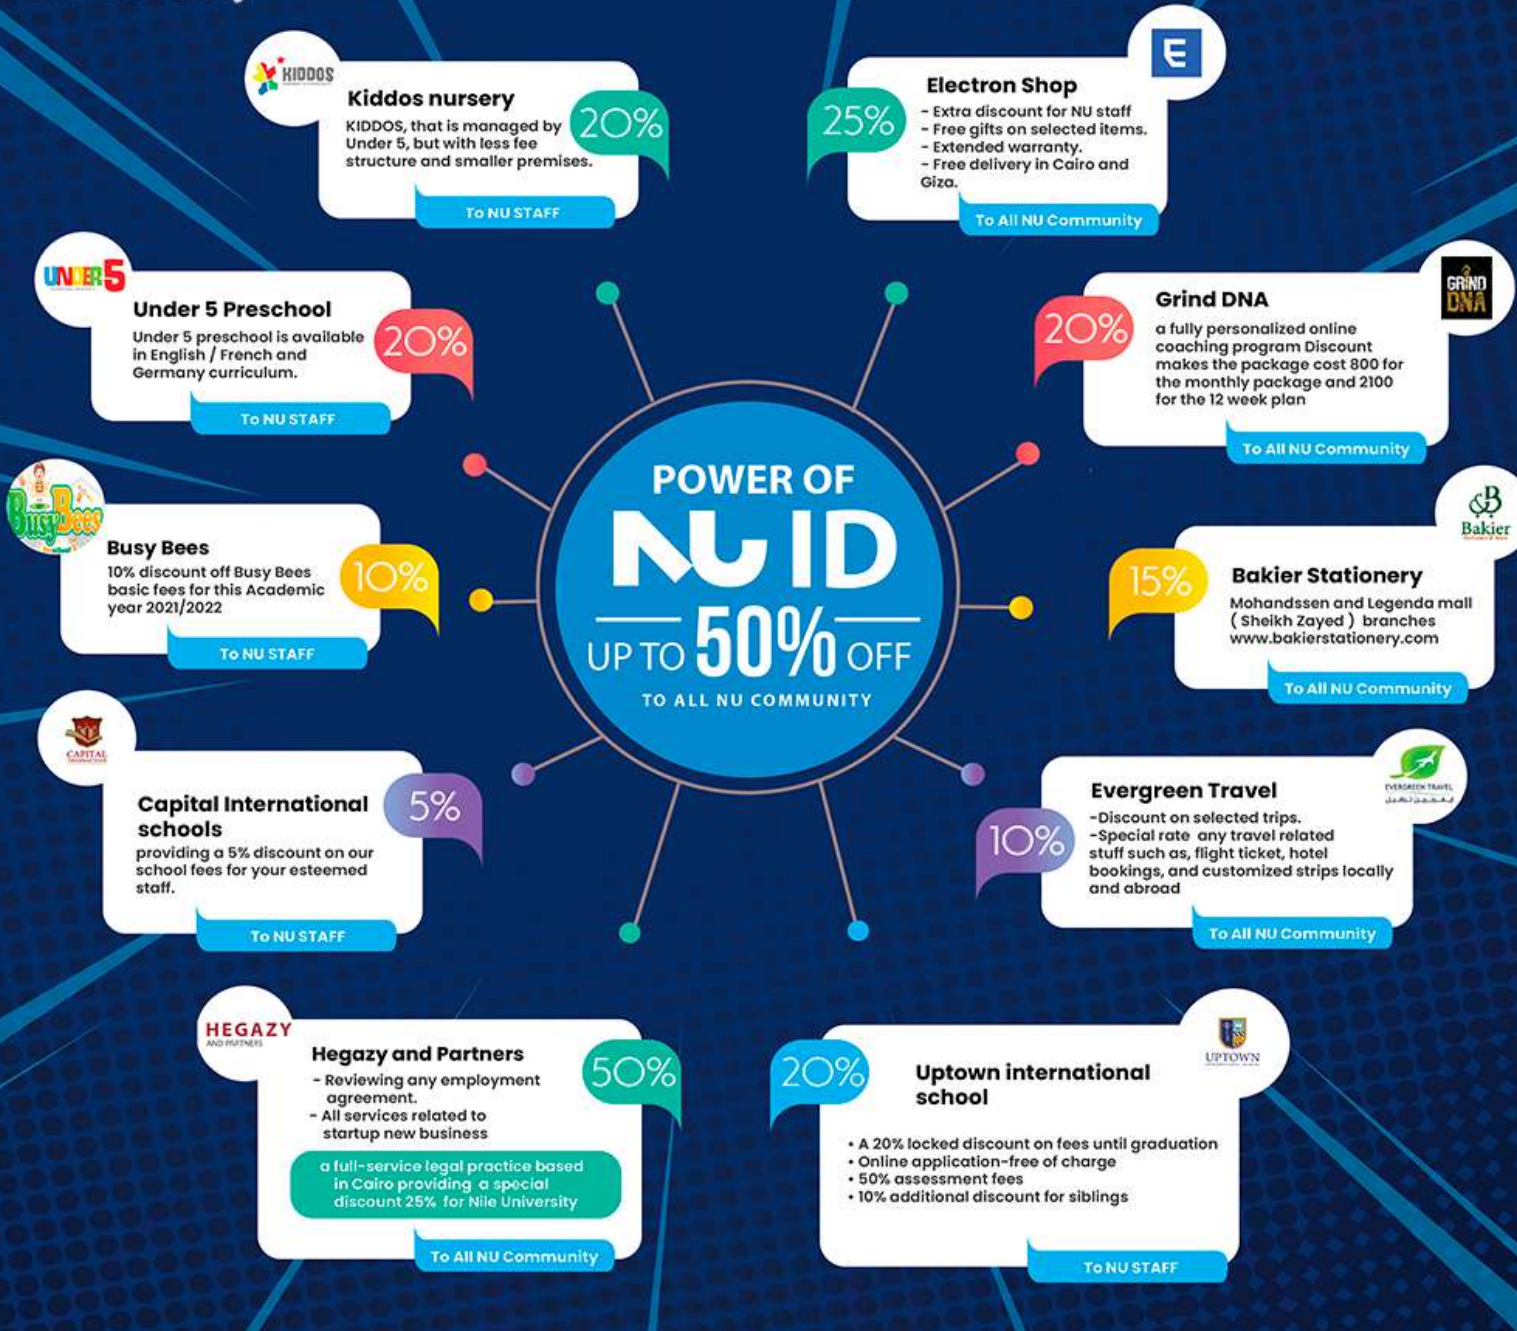 KIDDOS
Kiddos nursery
KIDDOS, that is managed by
Under 5, but with less fee
structure and smaller premises.
20%
To NU STAFF
E
Electron Shop
- Extra discount for NU staff
- Free gifts on selected items.
- Extended warranty.
- Free delivery in Cairo and
Giza.
25%
To All NU Community
UNDER5
Under 5 Preschool
Under 5 preschool is available
in English / French and
Germany curriculum.
20%
To NU STAFF
GRIND
DNA
Grind DNA
a fully personalized online
coaching program Discount
makes the package cost 800 for
the monthly package and 2100
for the 12 week plan
20%
To All NU Community
POWER OF
NU ID
UP TO 50% OFF
TO ALL NU COMMUNITY
Busy Bees
Busy Bees
10% discount off Busy Bees
basic fees for this Academic
year 2021/2022
10%
To NU STAFF
B
Bakier
Bakier Stationery
Mohandssen and Legenda mall
( Sheikh Zayed ) branches
www.bakierstationery.com
15%
To All NU Community
CAPITAL
Capital International
schools
providing a 5% discount on our
school fees for your esteemed
staff.
5%
To NU STAFF
EVERGREEN TRAVEL
Evergreen Travel
-Discount on selected trips.
-Special rate any travel related
stuff such as, flight ticket, hotel
bookings, and customized strips locally
and abroad
10%
To All NU Community
HEGAZY
AND PARTNERS
Hegazy and Partners
- Reviewing any employment
agreement.
- All services related to
startup new business
a full-service legal practice based
in Cairo providing a special
discount 25% for Nile University
50%
To All NU Community
UPTOWN
Uptown international
school
• A 20% locked discount on fees until graduation
• Online application-free of charge
• 50% assessment fees
• 10% additional discount for siblings
20%
To NU STAFF